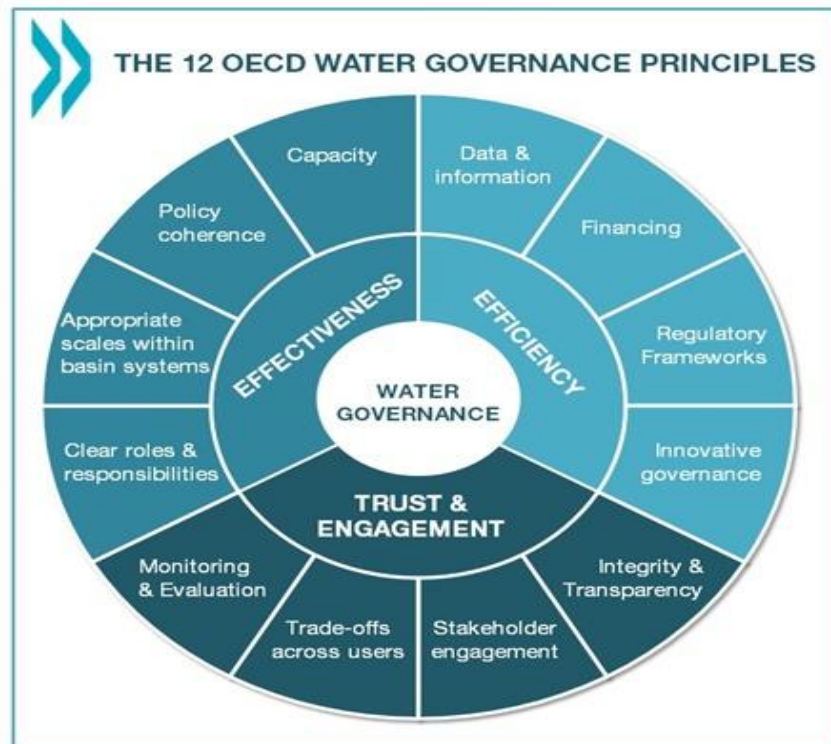 THE 12 OECD WATER GOVERNANCE PRINCIPLES
Capacity
Data &
information
Policy
coherence
Financing
Appropriate
scales within
basin systems
Regulatory
Frameworks
Clear roles &
responsibilities
Innovative
governance
EFFECTIVENESS
EFFICIENCY
WATER
GOVERNANCE
TRUST &
ENGAGEMENT
Monitoring
& Evaluation
Integrity &
Transparency
Trade-offs
across users
Stakeholder
engagement